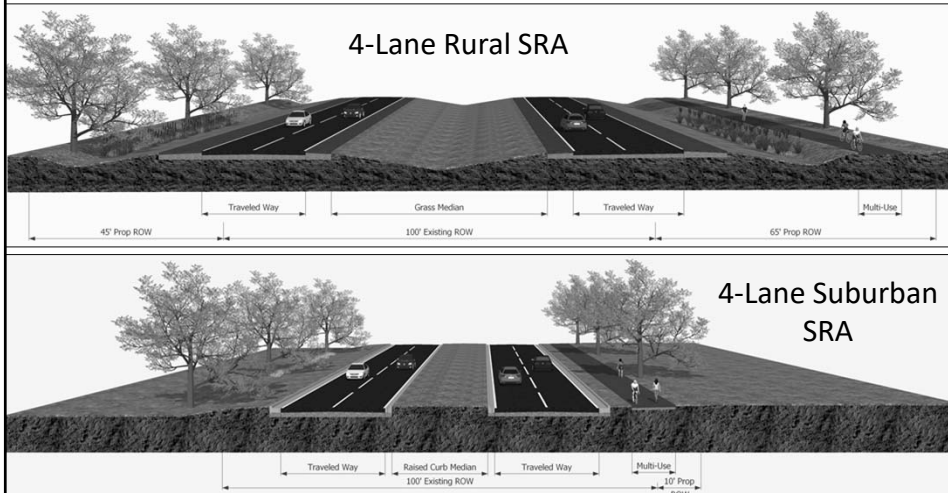 4-Lane Rural SRA
Traveled Way
Grass Median
Traveled Way
Multi-Use
45' Prop ROW
100' Existing ROW
65' Prop ROW
4-Lane Suburban
SRA
Traveled Way
Raised Curb Median
Traveled Way
Multi-Use
100' Existing ROW
10' Prop
ROW